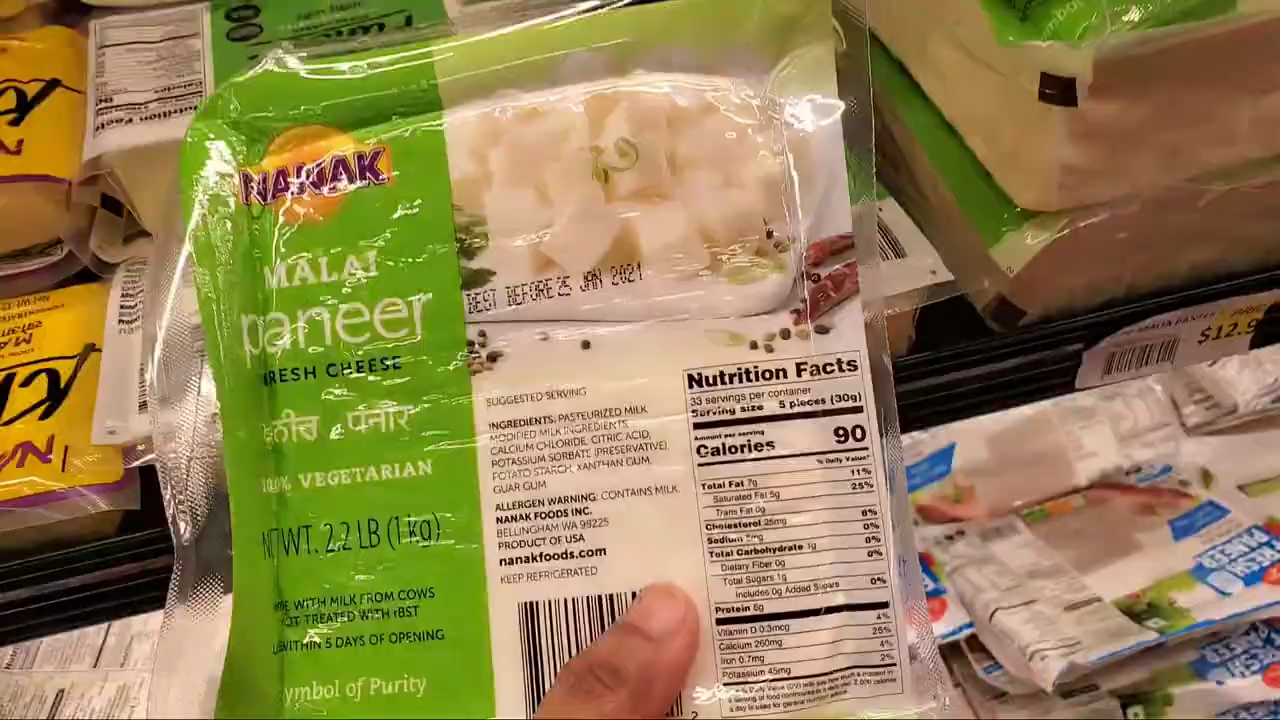 NANAK
MALAI
paneer
FRESH CHEESE
ਪਨੀਰ पनीर
100% VEGETARIAN
NET WT. 2.2 LB (1 kg)
WITH MILK FROM COWS
NOT TREATED WITH rBST
WITHIN 5 DAYS OF OPENING
Symbol of Purity
BEST BEFORE 25 JAN 2021
SUGGESTED SERVING
INGREDIENTS: PASTEURIZED MILK
MODIFIED MILK INGREDIENTS,
CALCIUM CHLORIDE, CITRIC ACID,
POTASSIUM SORBATE (PRESERVATIVE),
POTATO STARCH, XANTHAN GUM,
GUAR GUM
ALLERGEN WARNING: CONTAINS MILK.
NANAK FOODS INC.
BELLINGHAM WA 98225
PRODUCT OF USA
nanakfoods.com
KEEP REFRIGERATED
Nutrition Facts
33 servings per container
Serving size 5 pieces (30g)
Amount per serving
Calories 90
% Daily Value*
Total Fat 7g 11%
Saturated Fat 5g 25%
Trans Fat 0g
Cholesterol 25mg 8%
Sodium 5mg 0%
Total Carbohydrate 1g 0%
Dietary Fiber 0g 0%
Total Sugars 1g
Includes 0g Added Sugars 0%
Protein 6g
Vitamin D 0.3mcg 4%
Calcium 260mg 25%
Iron 0.7mg 4%
Potassium 45mg 2%
$12.9
FRESH
PANEER